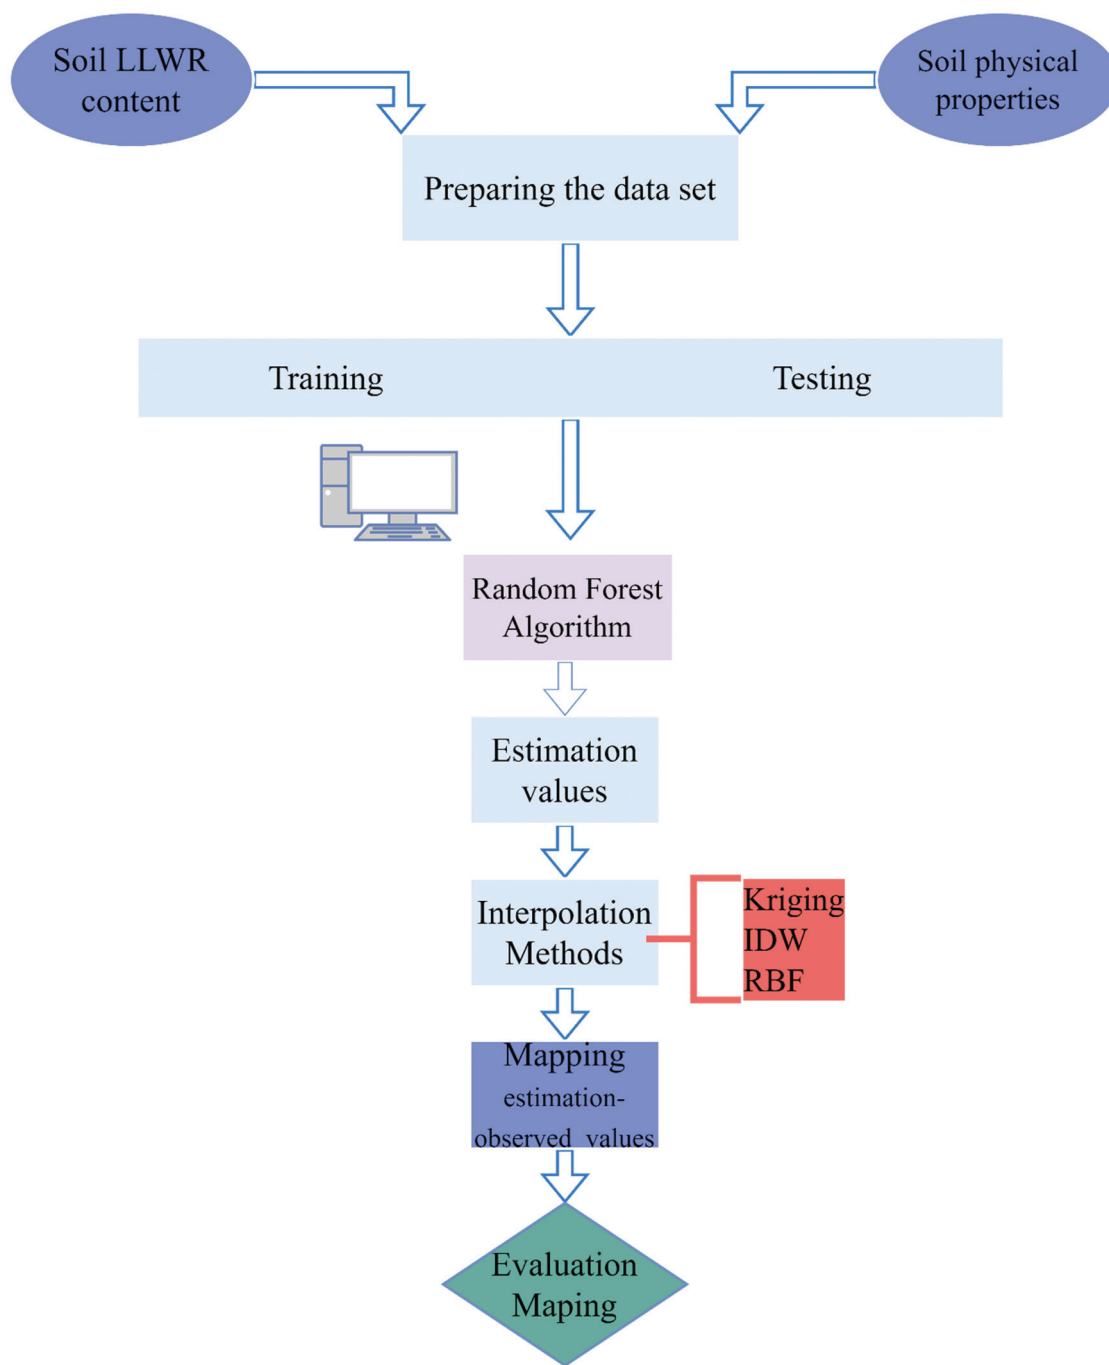 Soil LLWR
content
Soil physical
properties
Preparing the data set
Training
Testing
Random Forest
Algorithm
Estimation
values
Interpolation
Methods
Kriging
IDW
RBF
Mapping
estimation-
observed values
Evaluation
Maping